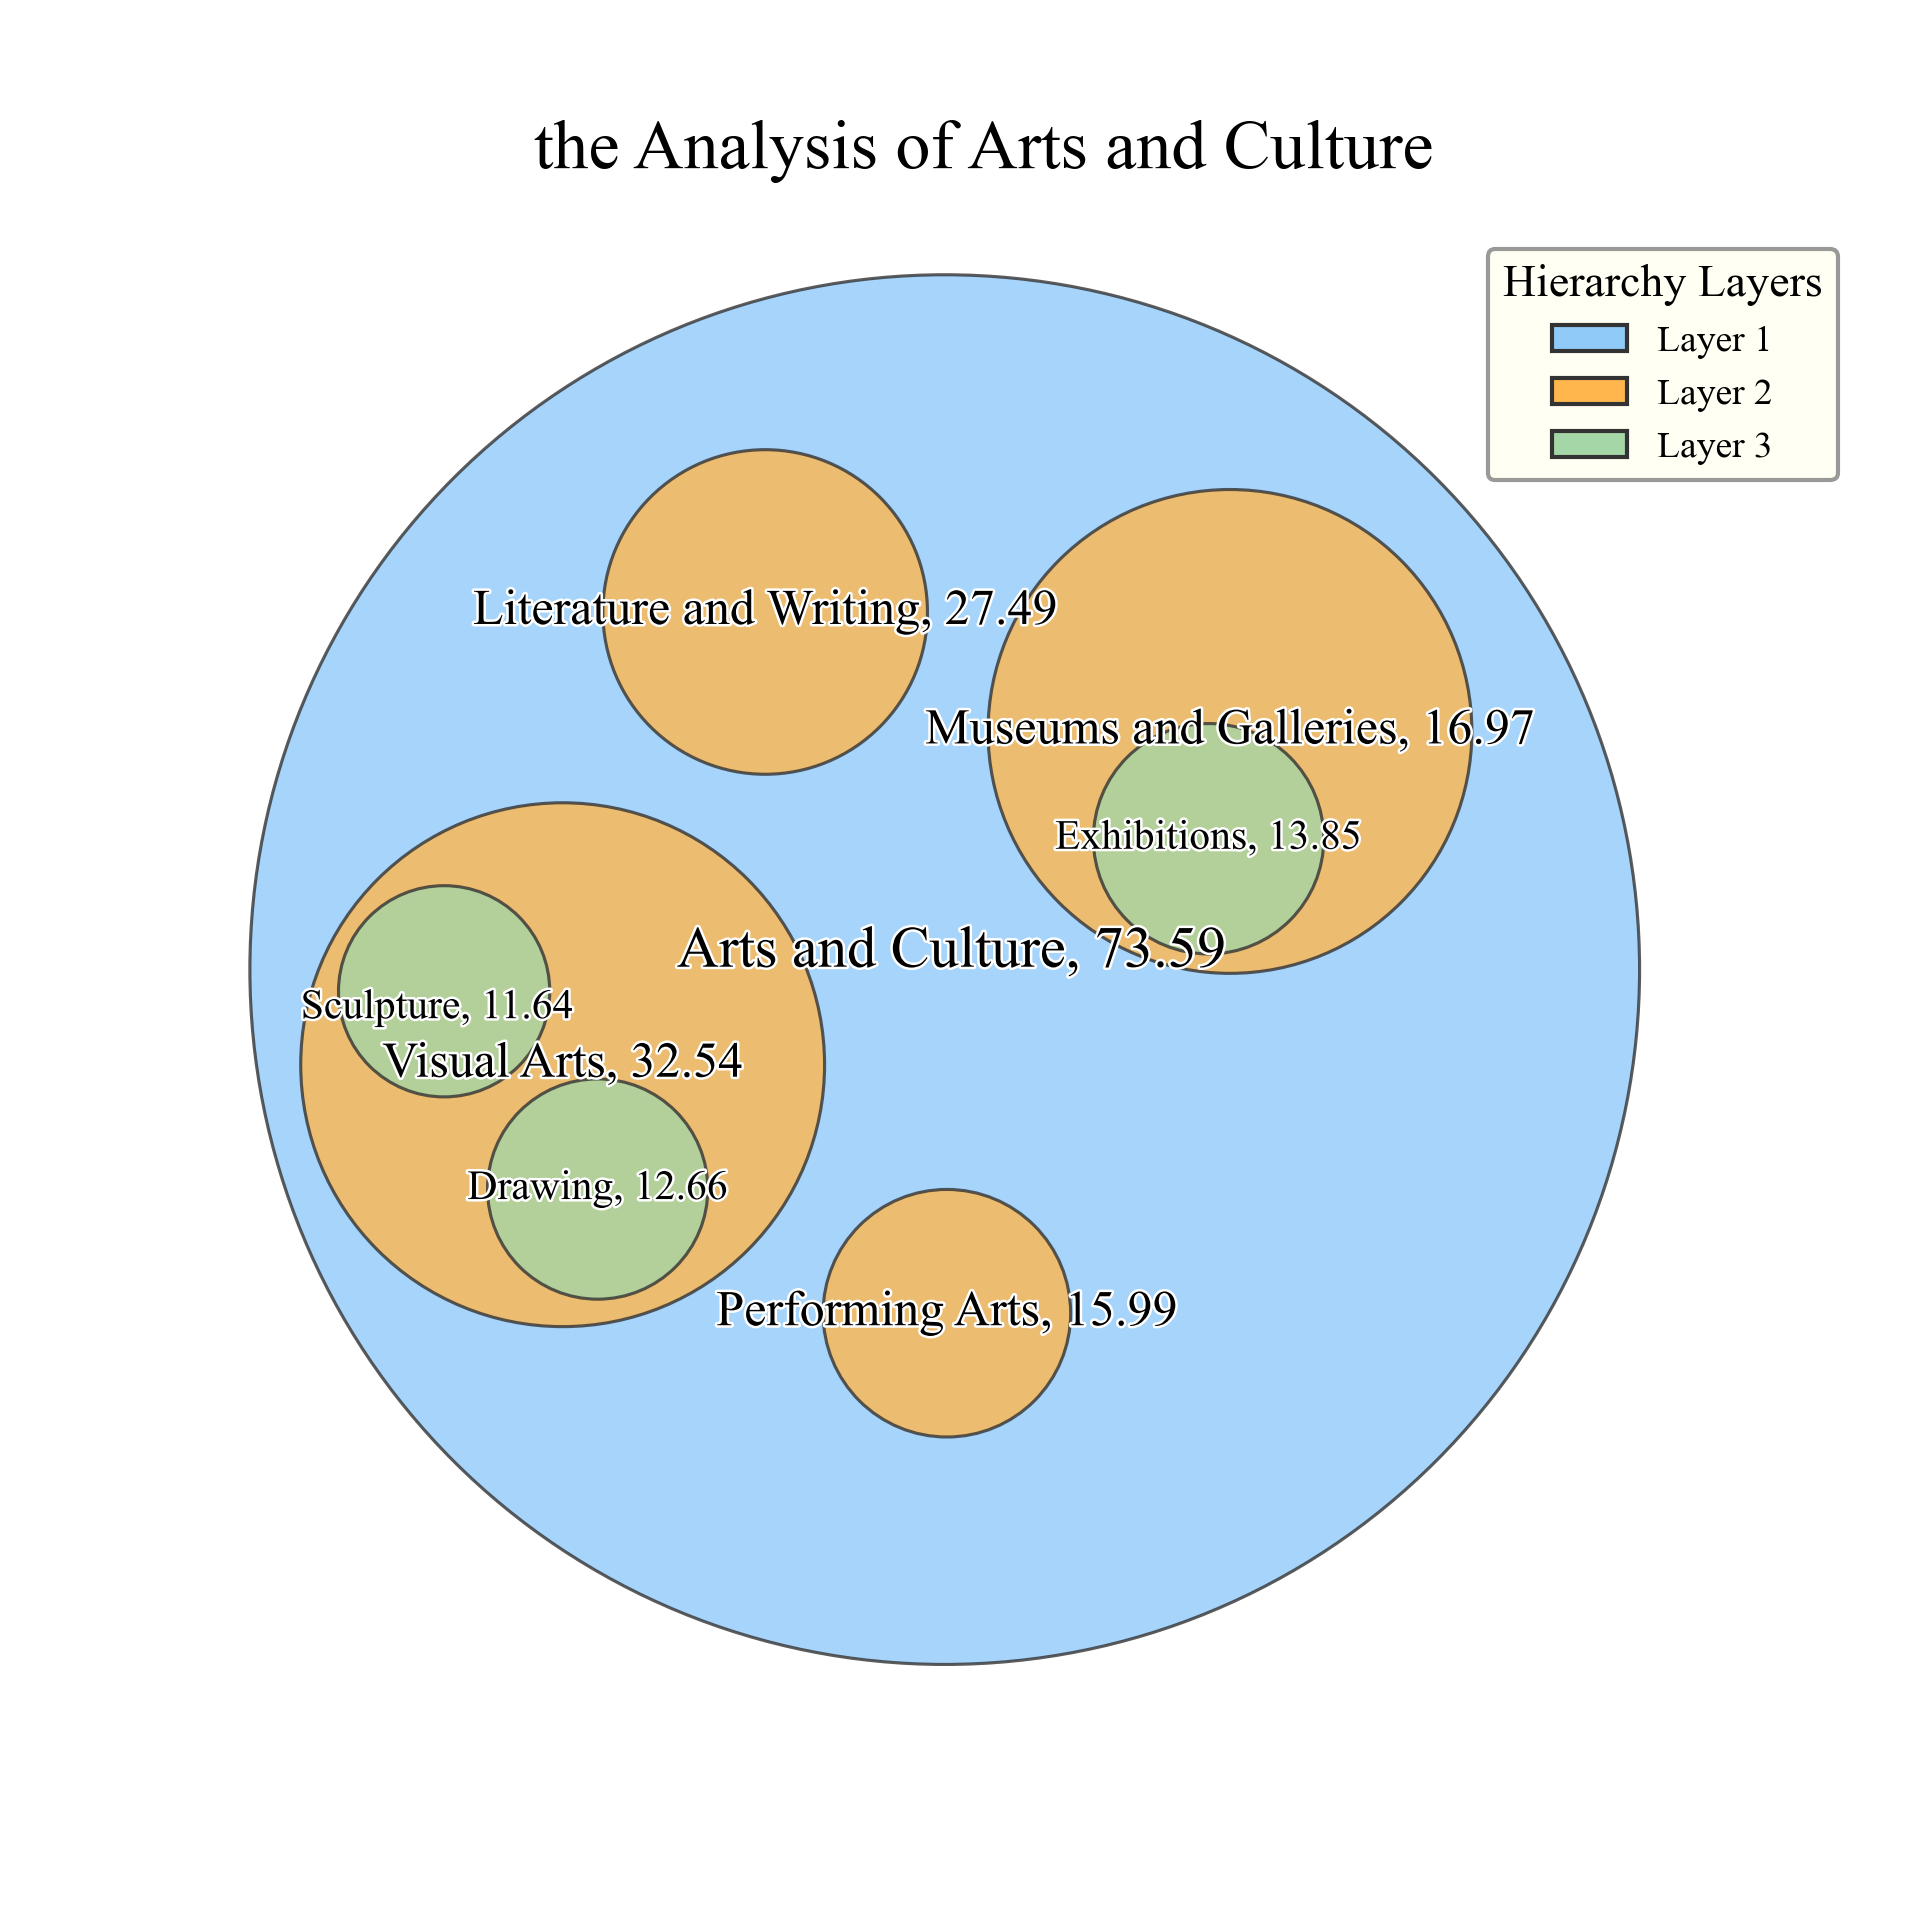 the Analysis of Arts and Culture
Hierarchy Layers
Layer 1
Layer 2
Layer 3
Literature and Writing, 27.49
Museums and Galleries, 16.97
Exhibitions, 13.85
Arts and Culture, 73.59
Sculpture, 11.64
Visual Arts, 32.54
Drawing, 12.66
Performing Arts, 15.99